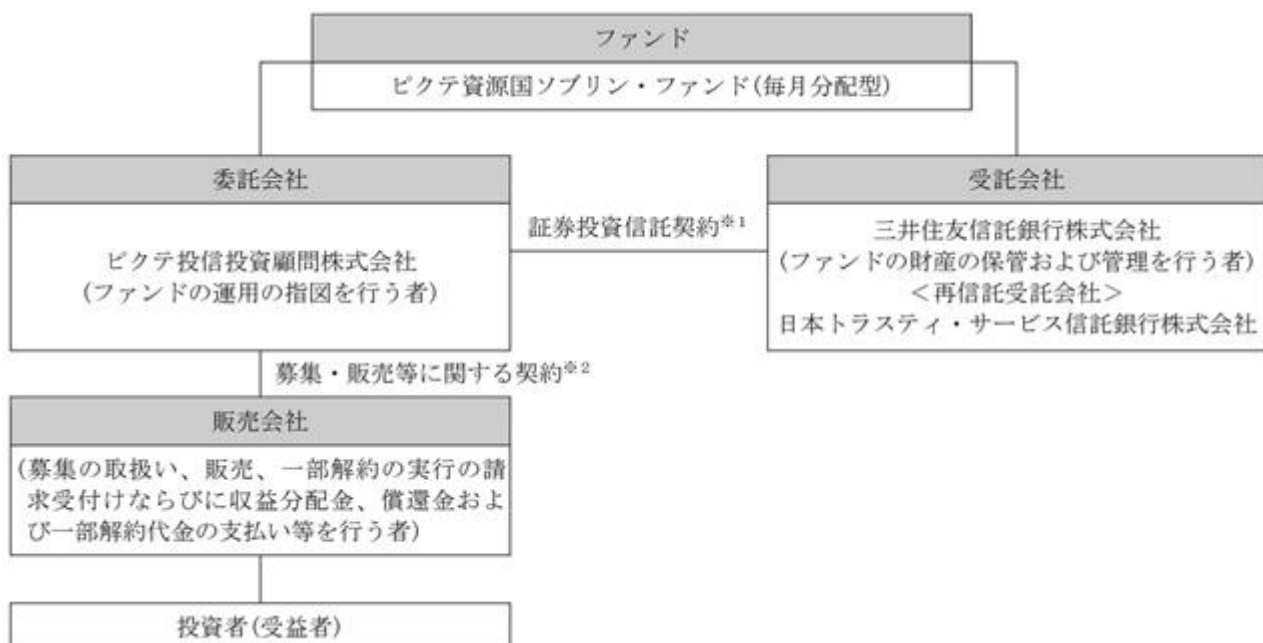 ファンド
ピクテ資源国ソブリン・ファンド(毎月分配型)
委託会社
ピクテ投信投資顧問株式会社
(ファンドの運用の指図を行う者)
証券投資信託契約※1
受託会社
三井住友信託銀行株式会社
(ファンドの財産の保管および管理を行う者)
<再信託受託会社>
日本トラスティ・サービス信託銀行株式会社
募集・販売等に関する契約※2
販売会社
(募集の取扱い、販売、一部解約の実行の請
求受付けならびに収益分配金、償還金およ
び一部解約代金の支払い等を行う者)
投資者(受益者)